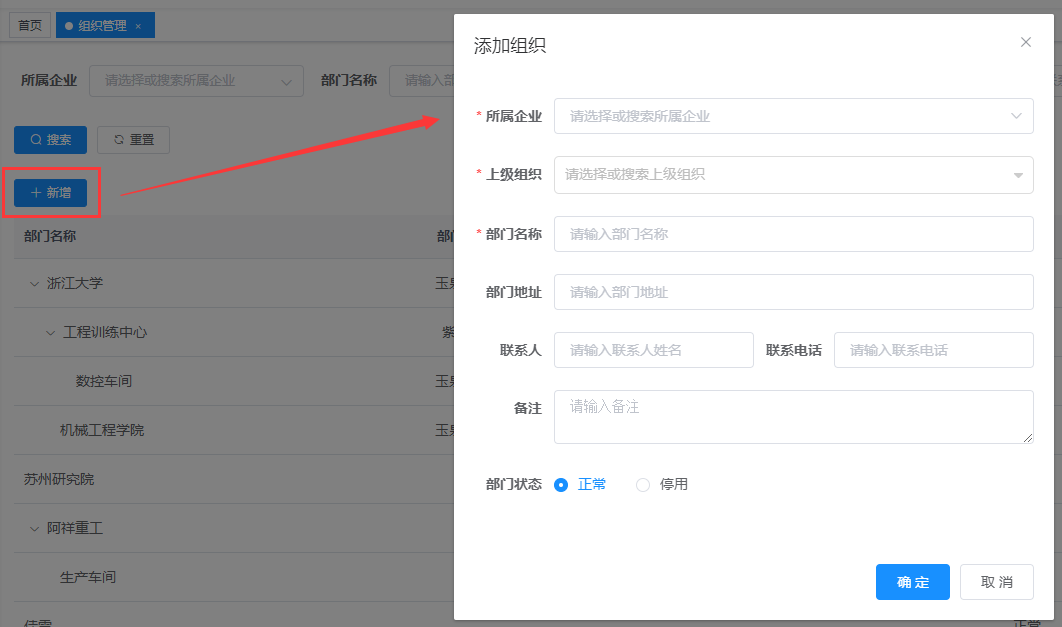 首页 组织管理 ×
添加组织
所属企业 请选择或搜索所属企业 部门名称 请输入部
* 所属企业 请选择或搜索所属企业
搜索 重置
* 上级组织 请选择或搜索上级组织
+ 新增
* 部门名称 请输入部门名称
部门名称
部门地址 请输入部门地址
浙江大学
工程训练中心
联系人 请输入联系人姓名 联系电话 请输入联系电话
数控车间
备注 请输入备注
机械工程学院
苏州研究院
部门状态 正常 停用
阿祥重工
生产车间
确 定 取 消